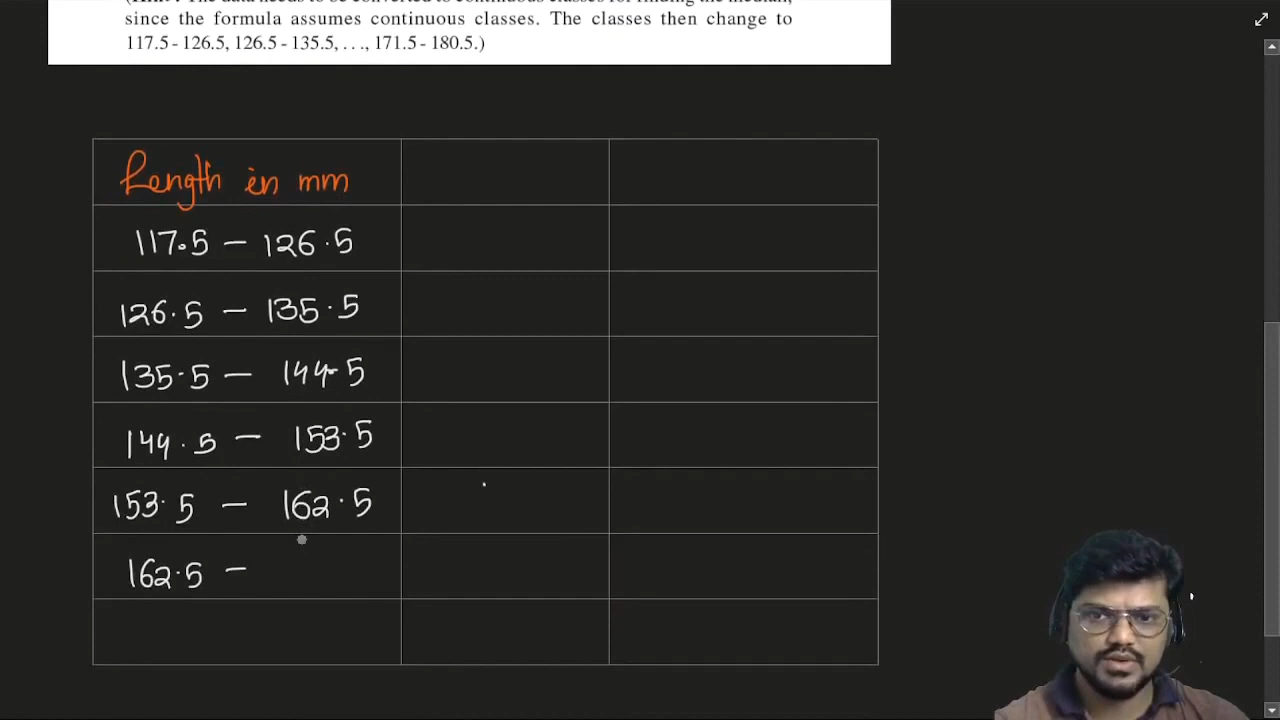 since the formula assumes continuous classes. The classes then change to
117.5 - 126.5, 126.5 - 135.5, . . ., 171.5 - 180.5.)
Length in mm
117.5 – 126.5
126.5 – 135.5
135.5 – 144.5
144.5 – 153.5
153.5 – 162.5
162.5 –